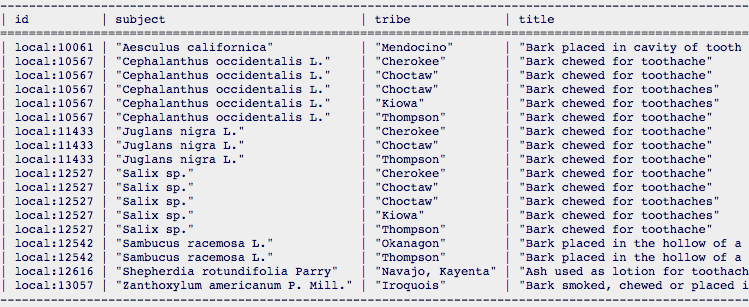 | id | subject | tribe | title
| local:10061 | "Aesculus californica" | "Mendocino" | "Bark placed in cavity of tooth
| local:10567 | "Cephalanthus occidentalis L." | "Cherokee" | "Bark chewed for toothache"
| local:10567 | "Cephalanthus occidentalis L." | "Choctaw" | "Bark chewed for toothache"
| local:10567 | "Cephalanthus occidentalis L." | "Choctaw" | "Bark chewed for toothaches"
| local:10567 | "Cephalanthus occidentalis L." | "Kiowa" | "Bark chewed for toothaches"
| local:10567 | "Cephalanthus occidentalis L." | "Thompson" | "Bark chewed for toothache"
| local:11433 | "Juglans nigra L." | "Cherokee" | "Bark chewed for toothache"
| local:11433 | "Juglans nigra L." | "Choctaw" | "Bark chewed for toothache"
| local:11433 | "Juglans nigra L." | "Thompson" | "Bark chewed for toothache"
| local:12527 | "Salix sp." | "Cherokee" | "Bark chewed for toothache"
| local:12527 | "Salix sp." | "Choctaw" | "Bark chewed for toothache"
| local:12527 | "Salix sp." | "Choctaw" | "Bark chewed for toothaches"
| local:12527 | "Salix sp." | "Kiowa" | "Bark chewed for toothaches"
| local:12527 | "Salix sp." | "Thompson" | "Bark chewed for toothache"
| local:12542 | "Sambucus racemosa L." | "Okanagon" | "Bark placed in the hollow of a
| local:12542 | "Sambucus racemosa L." | "Thompson" | "Bark placed in the hollow of a
| local:12616 | "Shepherdia rotundifolia Parry" | "Navajo, Kayenta" | "Ash used as lotion for toothach
| local:13057 | "Zanthoxylum americanum P. Mill." | "Iroquois" | "Bark smoked, chewed or placed i